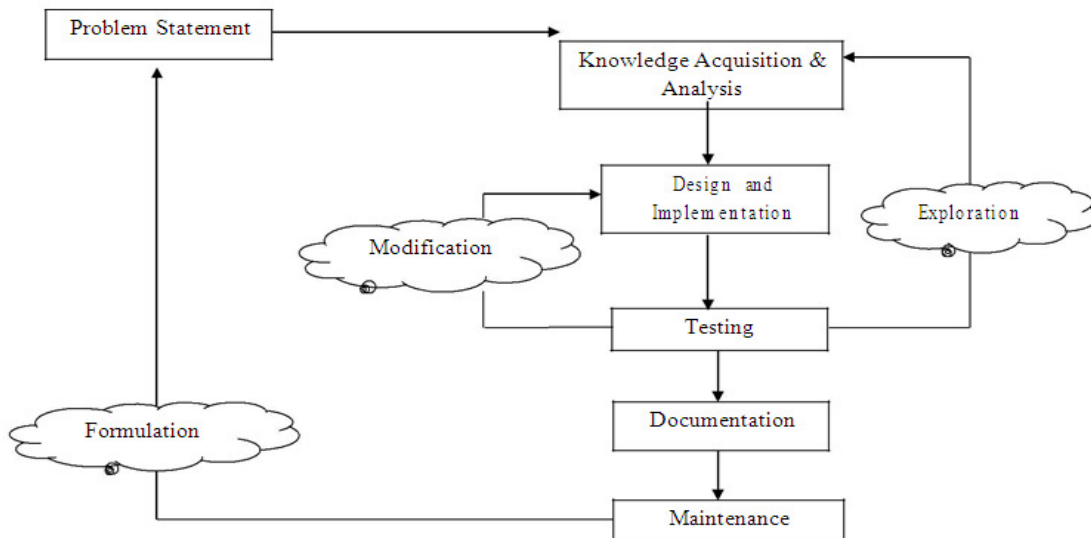 Problem Statement
Knowledge Acquisition &
Analysis
Design and
Implementation
Exploration
Modification
Testing
Documentation
Formulation
Maintenance